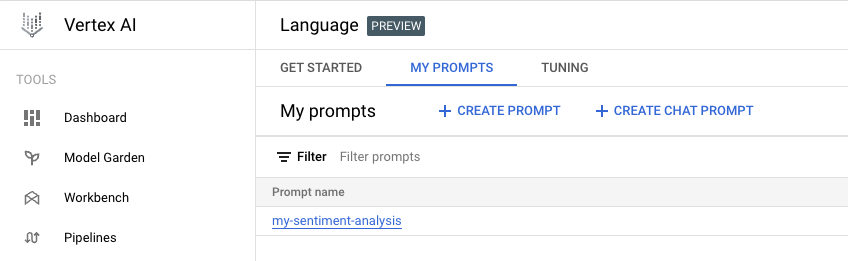 Vertex AI
Language PREVIEW
TOOLS
GET STARTED MY PROMPTS TUNING
Dashboard
My prompts + CREATE PROMPT + CREATE CHAT PROMPT
Model Garden
Filter Filter prompts
Workbench
Prompt name
Pipelines
my-sentiment-analysis